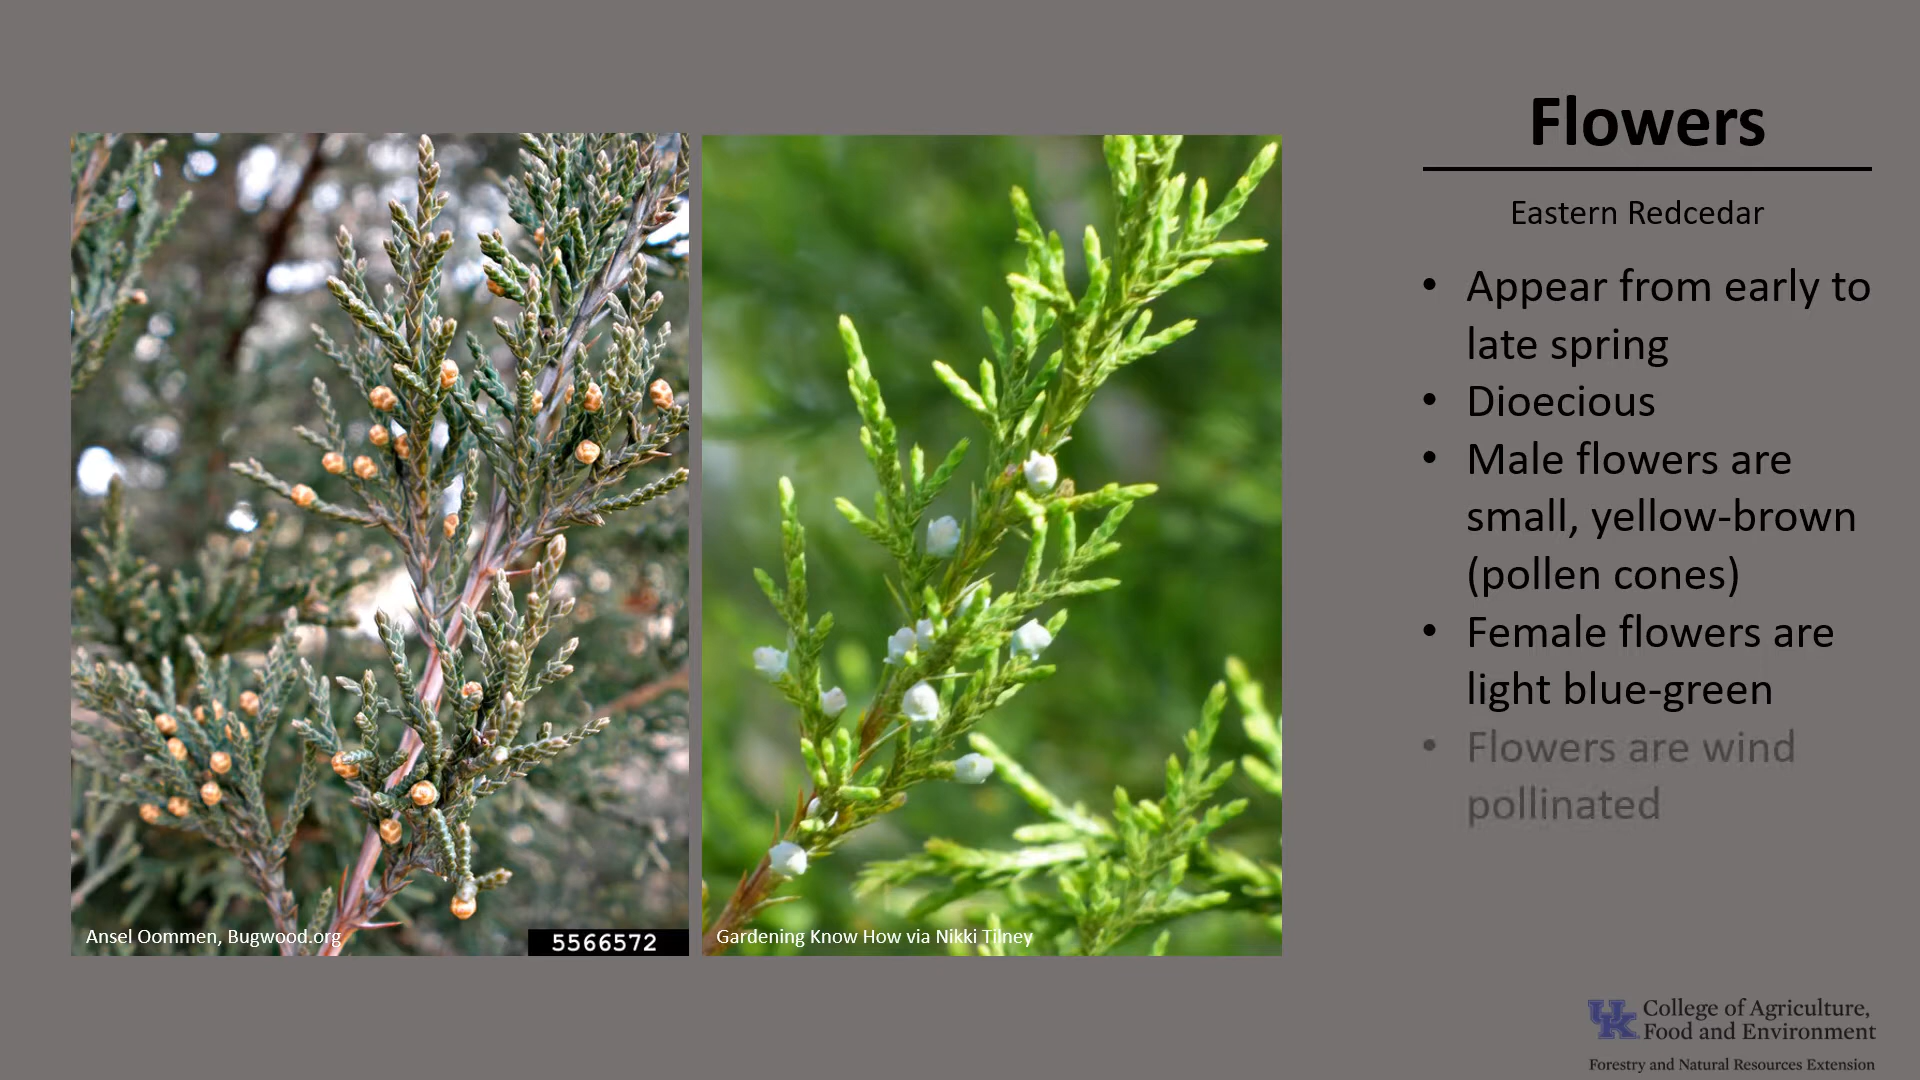 Flowers
Eastern Redcedar
• Appear from early to
late spring
• Dioecious
• Male flowers are
small, yellow-brown
(pollen cones)
• Female flowers are
light blue-green
• Flowers are wind
pollinated
Ansel Oommen, Bugwood.org
5566572
Gardening Know How via Nikki Tilney
UK College of Agriculture,
Food and Environment
Forestry and Natural Resources Extension